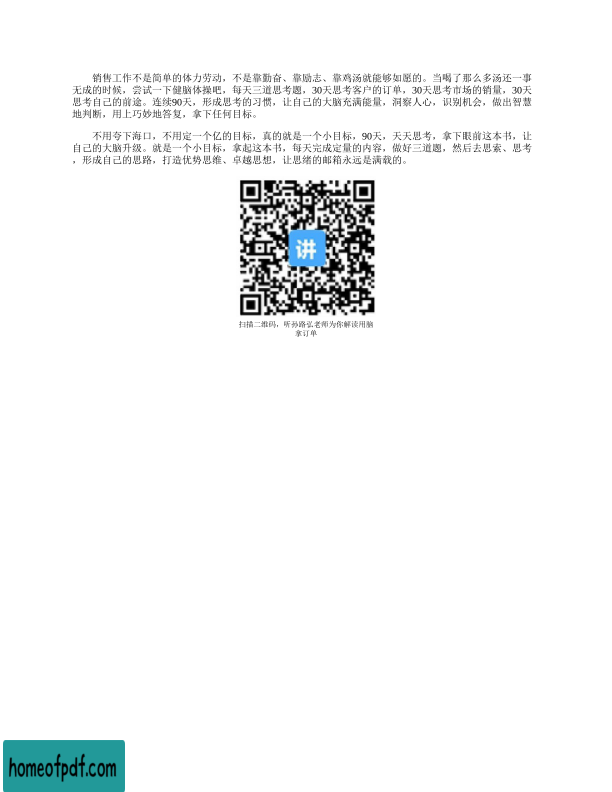 销售工作不是简单的体力劳动，不是靠勤奋、靠励志、靠鸡汤就能够如愿的。当喝了那么多汤还一事
无成的时候，尝试一下健脑体操吧，每天三道思考题，30天思考客户的订单，30天思考市场的销量，30天
思考自己的前途。连续90天，形成思考的习惯，让自己的大脑充满能量，洞察人心，识别机会，做出智慧
地判断，用上巧妙地答复，拿下任何目标。
不用夸下海口，不用定一个亿的目标，真的就是一个小目标，90天，天天思考，拿下眼前这本书，让
自己的大脑升级。就是一个小目标，拿起这本书，每天完成定量的内容，做好三道题，然后去思索、思考
，形成自己的思路，打造优势思维、卓越思想，让思绪的邮箱永远是满载的。
讲
扫描二维码，听孙路弘老师为你解读用脑
拿订单
homeofpdf.com